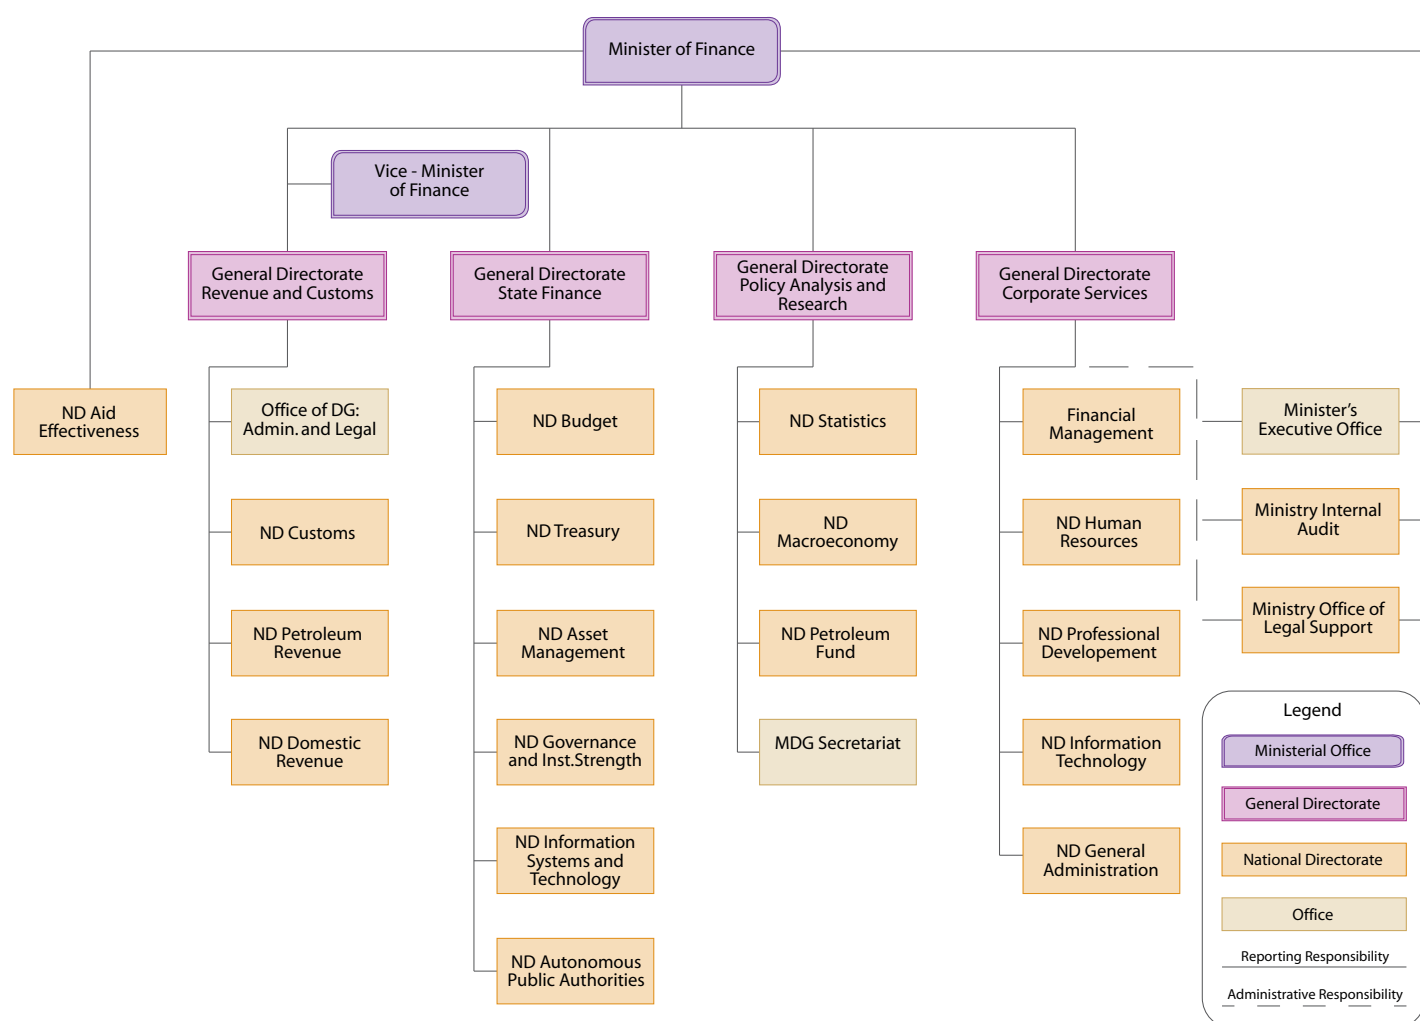 Minister of Finance
Vice - Minister
of Finance
General Directorate
Revenue and Customs
General Directorate
State Finance
General Directorate
Policy Analysis and
Research
General Directorate
Corporate Services
ND Aid
Effectiveness
Office of DG:
Admin. and Legal
ND Customs
ND Petroleum
Revenue
ND Domestic
Revenue
ND Budget
ND Treasury
ND Asset
Management
ND Governance
and Inst.Strength
ND Information
Systems and
Technology
ND Autonomous
Public Authorities
ND Statistics
ND
Macroeconomy
ND Petroleum
Fund
MDG Secretariat
Financial
Management
ND Human
Resources
ND Professional
Developement
ND Information
Technology
ND General
Administration
Minister's
Executive Office
Ministry Internal
Audit
Ministry Office of
Legal Support
Legend
Ministerial Office
General Directorate
National Directorate
Office
Reporting Responsibility
Administrative Responsibility